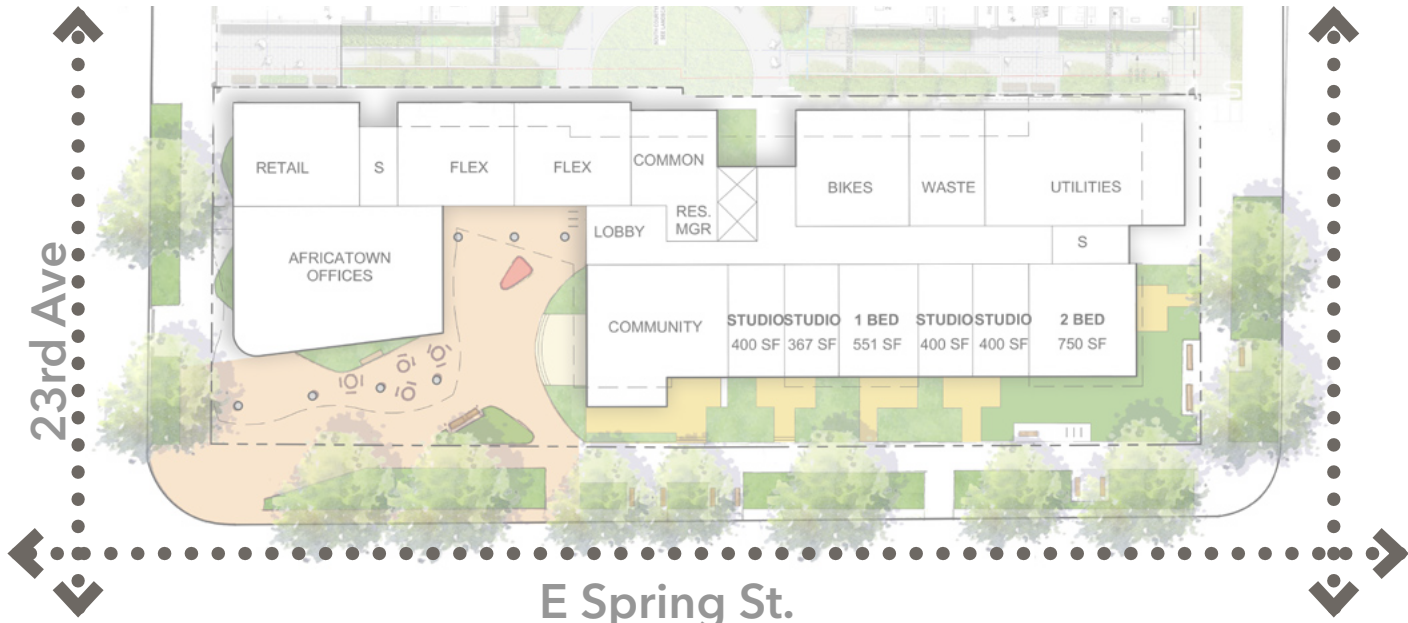 RETAIL
S
FLEX
FLEX
COMMON
BIKES
WASTE
UTILITIES
RES.
MGR
LOBBY
S
AFRICATOWN
OFFICES
COMMUNITY
STUDIO
400 SF
STUDIO
367 SF
1 BED
551 SF
STUDIO
400 SF
STUDIO
400 SF
2 BED
750 SF
23rd Ave
E Spring St.